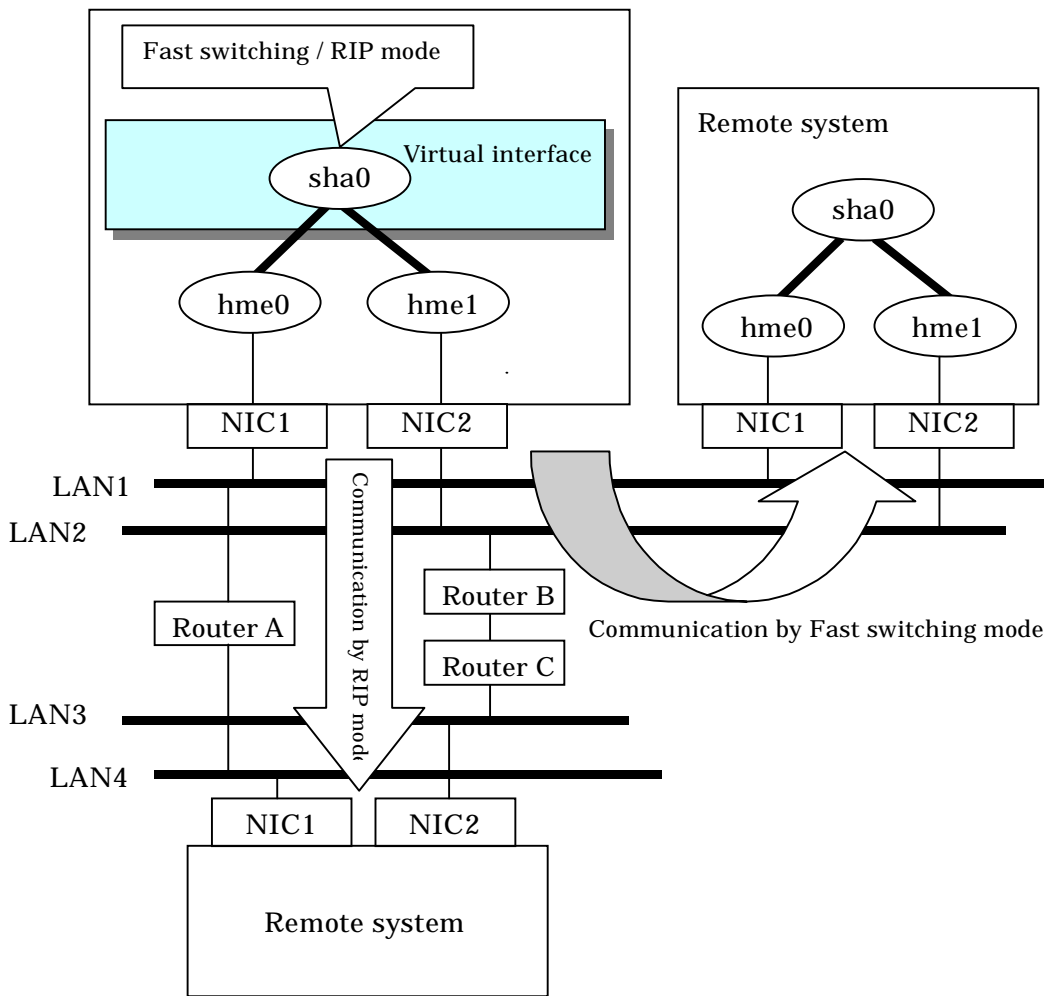 Fast switching / RIP mode
Virtual interface
sha0
hme0
hme1
NIC1
NIC2
Remote system
sha0
hme0
hme1
NIC1
NIC2
LAN1
LAN2
Communication by RIP mode
Router A
Router B
Router C
Communication by Fast switching mode
LAN3
LAN4
NIC1
NIC2
Remote system